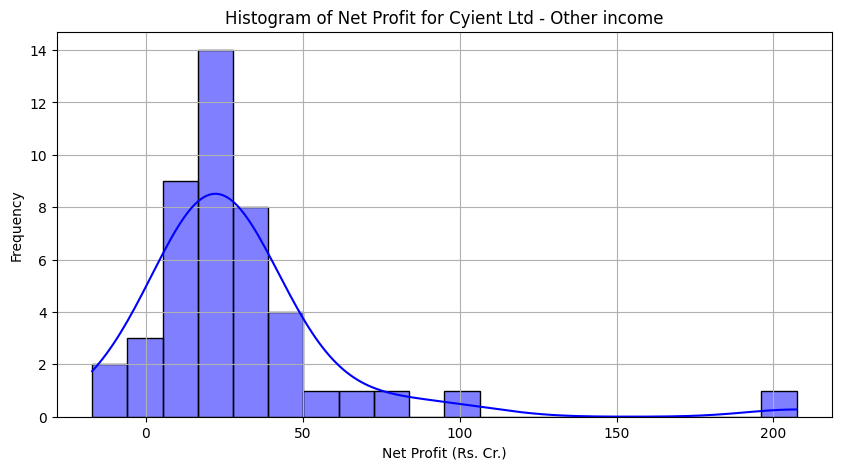 Histogram of Net Profit for Cyient Ltd - Other income
14
12
10
8
6
4
2
0
Frequency
0 50 100 150 200
Net Profit (Rs. Cr.)